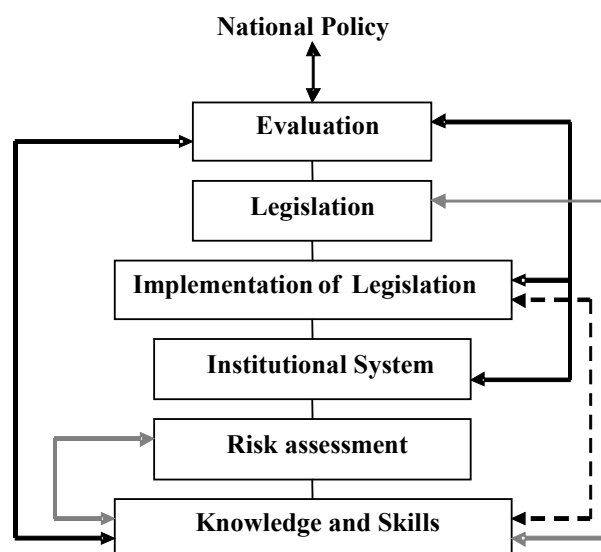 National Policy
Evaluation
Legislation
Implementation of Legislation
Institutional System
Risk assessment
Knowledge and Skills